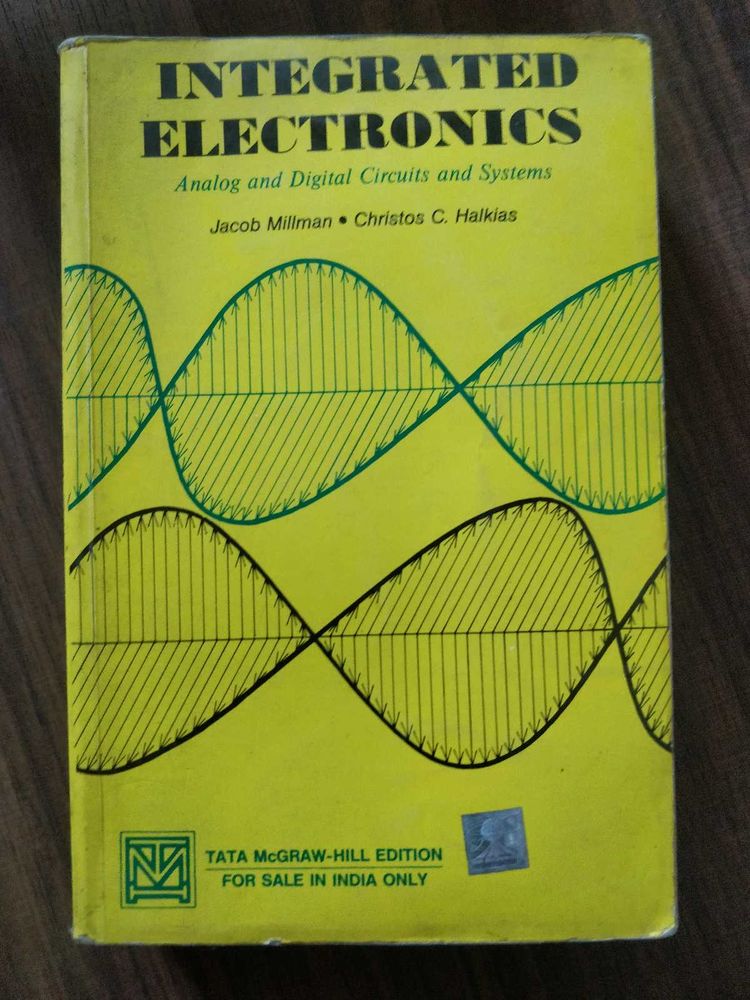 INTEGRATED
ELECTRONICS
Analog and Digital Circuits and Systems
Jacob Millman • Christos C. Halkias
TATA McGRAW-HILL EDITION
FOR SALE IN INDIA ONLY